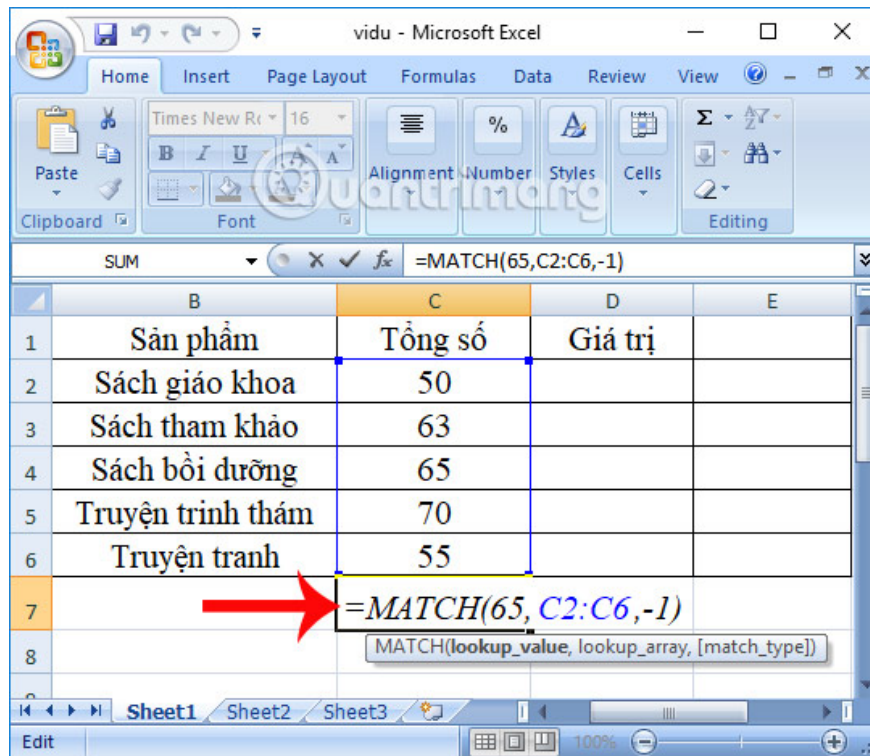 vidu - Microsoft Excel
Home Insert Page Layout Formulas Data Review View
Times New Ro 16
B I U A A
Paste
Alignment Number Styles Cells
Clipboard Font Editing
Quantrimang
SUM fx =MATCH(65,C2:C6,-1)
B C D E
1 Sản phẩm Tổng số Giá trị
2 Sách giáo khoa 50
3 Sách tham khảo 63
4 Sách bồi dưỡng 65
5 Truyện trinh thám 70
6 Truyện tranh 55
7 =MATCH(65, C2:C6,-1)
8 MATCH(lookup_value, lookup_array, [match_type])
Sheet1 Sheet2 Sheet3
Edit 100%